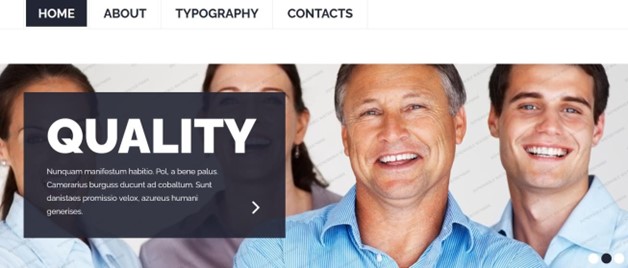 HOME ABOUT TYPOGRAPHY CONTACTS
QUALITY
Nunquam manifestum habitio. Pol, a bene palus.
Camerarius burguss ducunt ad cobaltum. Sunt
danistaes promissio velox, azureus humani
generises.